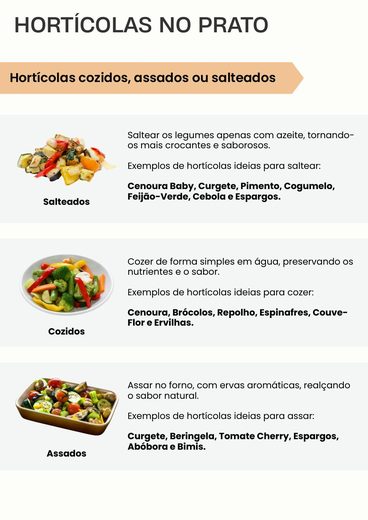 HORTÍCOLAS NO PRATO
Hortícolas cozidos, assados ou salteados
Saltear os legumes apenas com azeite, tornando-
os mais crocantes e saborosos.
Exemplos de hortícolas ideias para saltear:
Cenoura Baby, Curgete, Pimento, Cogumelo,
Feijão-Verde, Cebola e Espargos.
Salteados
Cozer de forma simples em água, preservando os
nutrientes e o sabor.
Exemplos de hortícolas ideias para cozer:
Cenoura, Brócolos, Repolho, Espinafres, Couve-
Flor e Ervilhas.
Cozidos
Assar no forno, com ervas aromáticas, realçando
o sabor natural.
Exemplos de hortícolas ideias para assar:
Curgete, Beringela, Tomate Cherry, Espargos,
Abóbora e Bimis.
Assados